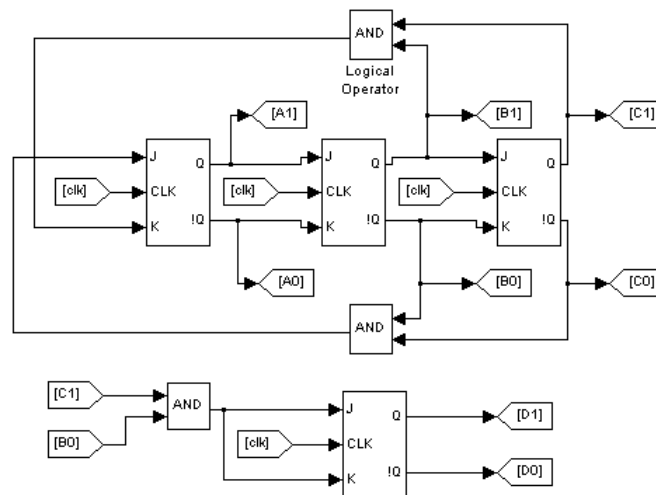 AND
Logical
Operator
[A1]
[B1]
[C1]
J
Q
J
Q
J
Q
[clk]
CLK
[clk]
CLK
[clk]
CLK
K
!Q
K
!Q
K
!Q
[A0]
[B0]
[C0]
AND
[C1]
AND
[B0]
J
Q
[D1]
[clk]
CLK
K
!Q
[D0]